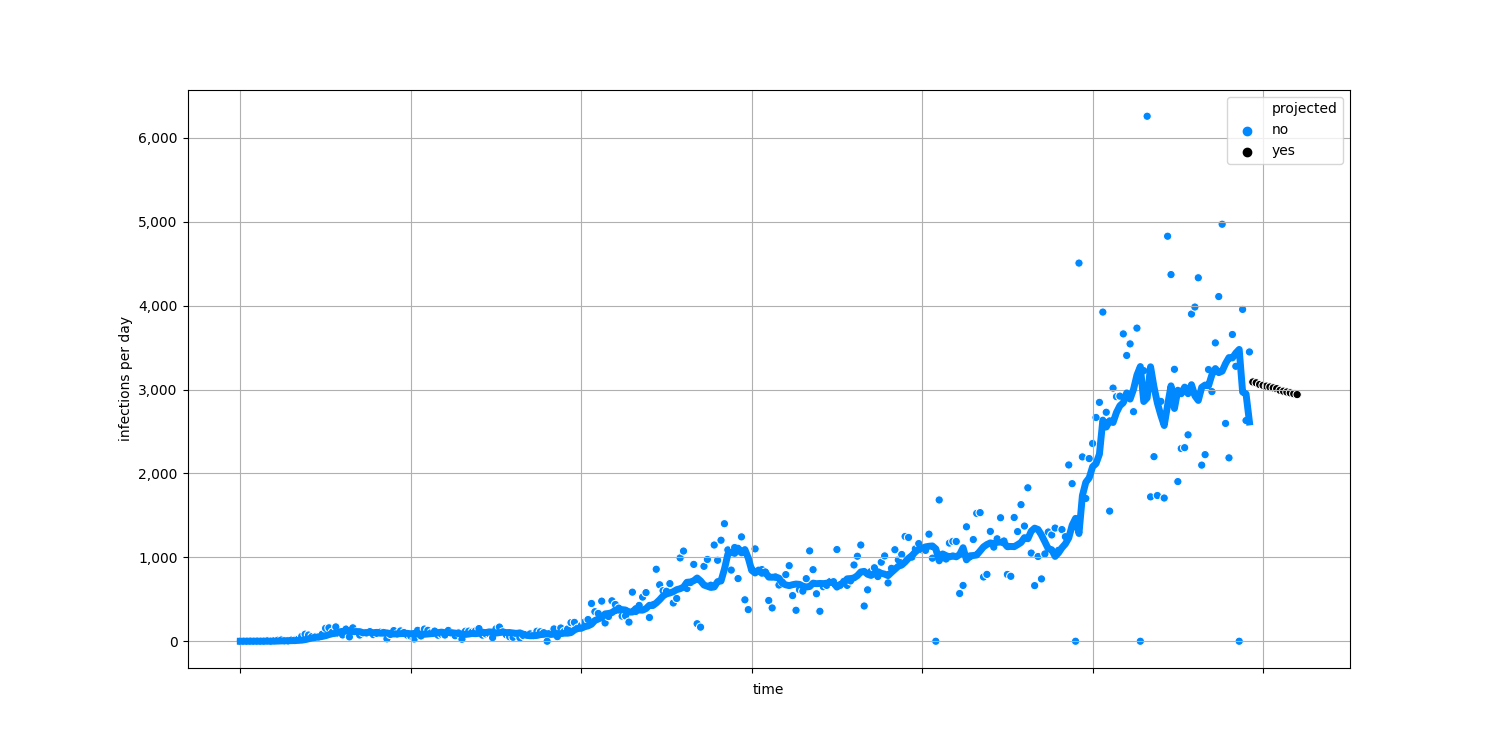 projected
no
yes
6,000
5,000
4,000
3,000
2,000
1,000
0
infections per day
time